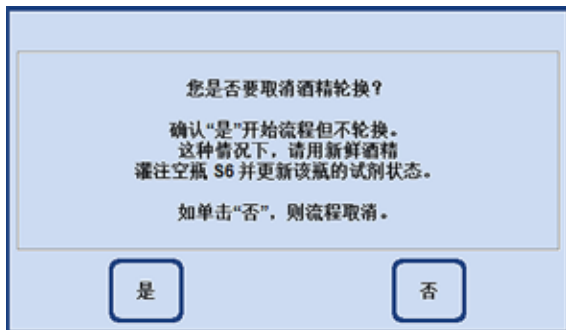 您是否要取消酒精轮换?
确认“是”开始流程但不轮换。
这种情况下，请用新鲜酒精
灌注空瓶 S6 并更新该瓶的试剂状态。
如单击“否”，则流程取消。
是
否